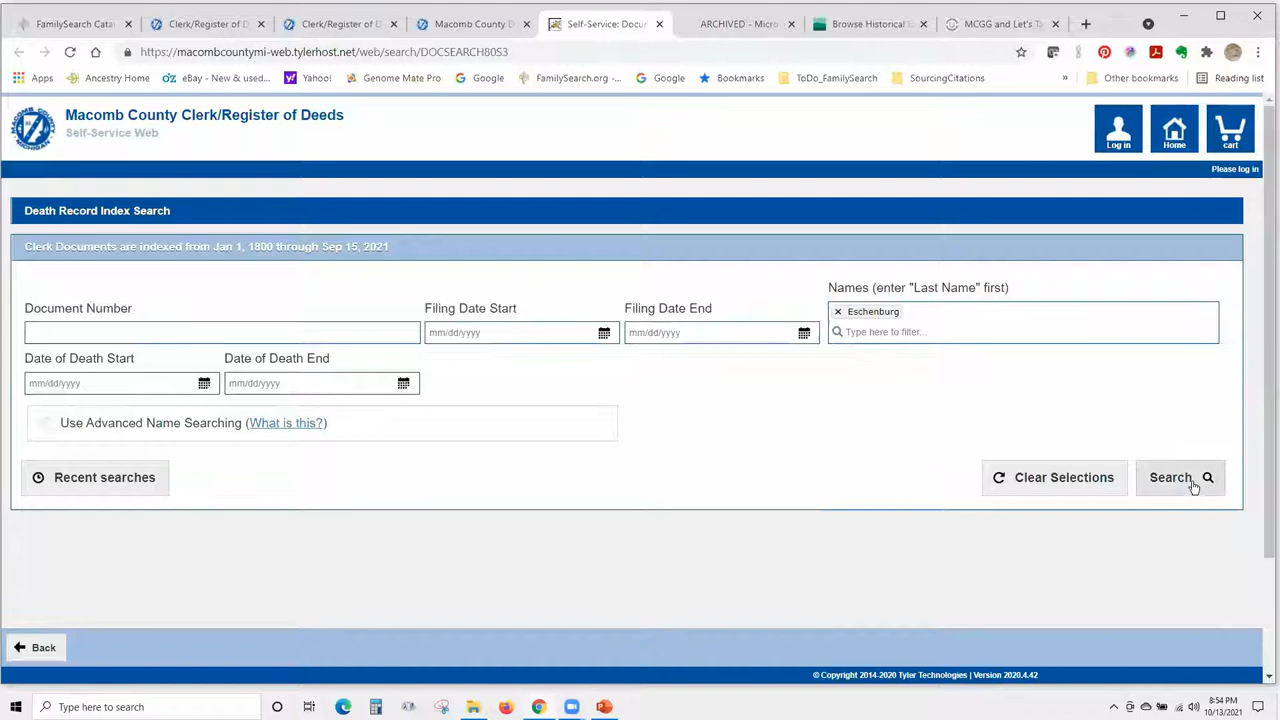 FamilySearch Cata
Clerk/Register of D
Clerk/Register of D
Macomb County D
Self-Service: Docu
ARCHIVED - Micro
Browse Historical
MCGG and Let's Ta
https://macombcountymi-web.tylerhost.net/web/search/DOCSEARCH80S3
Apps
Ancestry Home
eBay - New & used...
Yahoo!
Genome Mate Pro
Google
FamilySearch.org -...
Google
Bookmarks
ToDo_FamilySearch
SourcingCitations
»
Other bookmarks
Reading list
Macomb County Clerk/Register of Deeds
Self-Service Web
Log in
Home
cart
Please log in
Death Record Index Search
Clerk Documents are indexed from Jan 1, 1800 through Sep 15, 2021
Names (enter "Last Name" first)
Document Number
Filing Date Start
Filing Date End
Eschenburg
mm/dd/yyyy
mm/dd/yyyy
Type here to filter...
Date of Death Start
Date of Death End
mm/dd/yyyy
mm/dd/yyyy
Use Advanced Name Searching (What is this?)
Recent searches
Clear Selections
Search
Back
© Copyright 2014-2020 Tyler Technologies | Version 2020.4.42
Type here to search
8:54 PM
10/13/2021